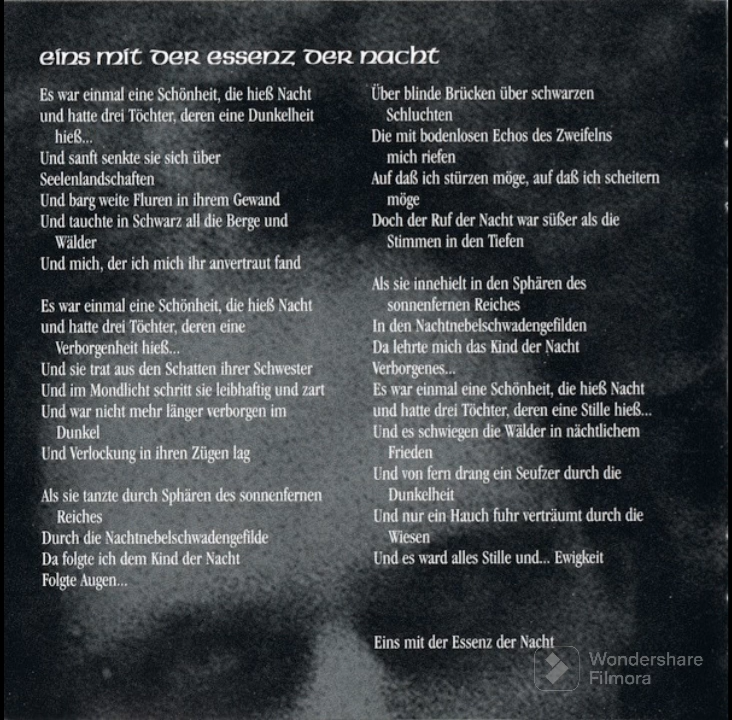 eins mit der essenz der nacht
Es war einmal eine Schönheit, die hieß Nacht
und hatte drei Töchter, deren eine Dunkelheit
hieß...
Und sanft senkte sie sich über
Seelenlandschaften
Und barg weite Fluren in ihrem Gewand
Und tauchte in Schwarz all die Berge und
Wälder
Und mich, der ich mich ihr anvertraut fand
Es war einmal eine Schönheit, die hieß Nacht
und hatte drei Töchter, deren eine
Verborgenheit hieß...
Und sie trat aus den Schatten ihrer Schwester
Und im Mondlicht schritt sie leibhaftig und zart
Und war nicht mehr länger verborgen im
Dunkel
Und Verlockung in ihren Zügen lag
Als sie tanzte durch Sphären des sonnenfernen
Reiches
Durch die Nachtnebelschwadengefilde
Da folgte ich dem Kind der Nacht
Folgte Augen...
Über blinde Brücken über schwarzen
Schluchten
Die mit bodenlosen Echos des Zweifelns
mich riefen
Auf daß ich stürzen möge, auf daß ich scheitern
möge
Doch der Ruf der Nacht war süßer als die
Stimmen in den Tiefen
Als sie innehielt in den Sphären des
sonnenfernen Reiches
In den Nachtnebelschwadengefilden
Da lehrte mich das Kind der Nacht
Verborgenes...
Es war einmal eine Schönheit, die hieß Nacht
und hatte drei Töchter, deren eine Stille hieß...
Und es schwiegen die Wälder in nächtlichem
Frieden
Und von fern drang ein Seufzer durch die
Dunkelheit
Und nur ein Hauch fuhr verträumt durch die
Wiesen
Und es ward alles Stille und... Ewigkeit
Eins mit der Essenz der Nacht
Wondershare
Filmora